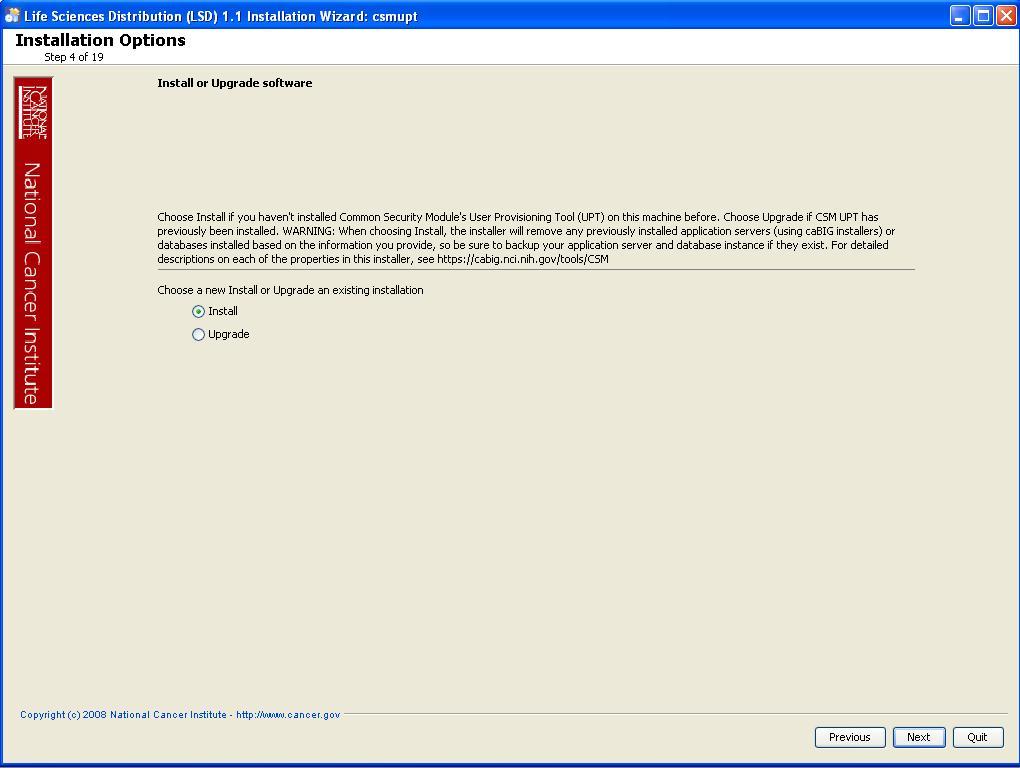 Life Sciences Distribution (LSD) 1.1 Installation Wizard: csmupt
Installation Options
Step 4 of 19
NATIONAL
CANCER
INSTITUTE
National Cancer Institute
Install or Upgrade software
Choose Install if you haven't installed Common Security Module's User Provisioning Tool (UPT) on this machine before. Choose Upgrade if CSM UPT has
previously been installed. WARNING: When choosing Install, the installer will remove any previously installed application servers (using caBIG installers) or
databases installed based on the information you provide, so be sure to backup your application server and database instance if they exist. For detailed
descriptions on each of the properties in this installer, see https://cabig.nci.nih.gov/tools/CSM
Choose a new Install or Upgrade an existing installation
Install
Upgrade
Copyright (c) 2008 National Cancer Institute - http://www.cancer.gov
Previous
Next
Quit